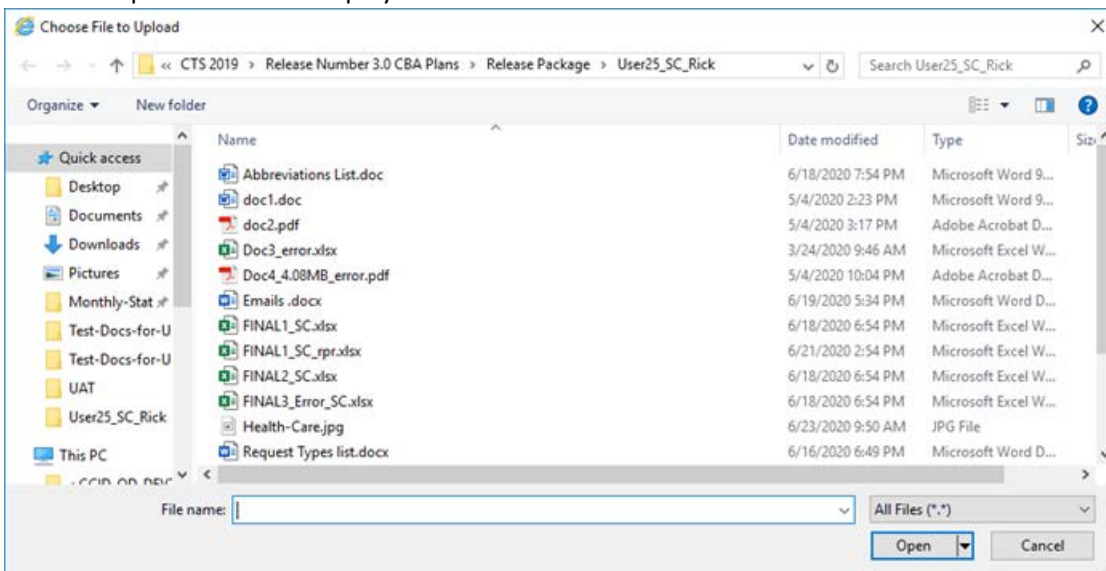 Choose File to Upload
« CTS 2019 › Release Number 3.0 CBA Plans › Release Package › User25_SC_Rick
Search User25_SC_Rick
Organize
New folder
Name Date modified Type
Quick access
Abbreviations List.doc 6/18/2020 7:54 PM Microsoft Word 9...
Desktop
doc1.doc 5/4/2020 2:23 PM Microsoft Word 9...
Documents
doc2.pdf 5/4/2020 3:17 PM Adobe Acrobat D...
Downloads
Doc3_error.xlsx 3/24/2020 9:46 AM Microsoft Excel W...
Pictures
Doc4_4.08MB_error.pdf 5/4/2020 10:04 PM Adobe Acrobat D...
Monthly-Stat
Emails .docx 6/19/2020 5:34 PM Microsoft Word D...
Test-Docs-for-U
FINAL1_SC.xlsx 6/18/2020 6:54 PM Microsoft Excel W...
Test-Docs-for-U
FINAL1_SC_rpr.xlsx 6/21/2020 2:54 PM Microsoft Excel W...
UAT
FINAL2_SC.xlsx 6/18/2020 6:54 PM Microsoft Excel W...
User25_SC_Rick
FINAL3_Error_SC.xlsx 6/18/2020 6:54 PM Microsoft Excel W...
Health-Care.jpg 6/23/2020 9:50 AM JPG File
This PC
Request Types list.docx 6/16/2020 6:49 PM Microsoft Word D...
File name:
All Files (*.*)
Open
Cancel